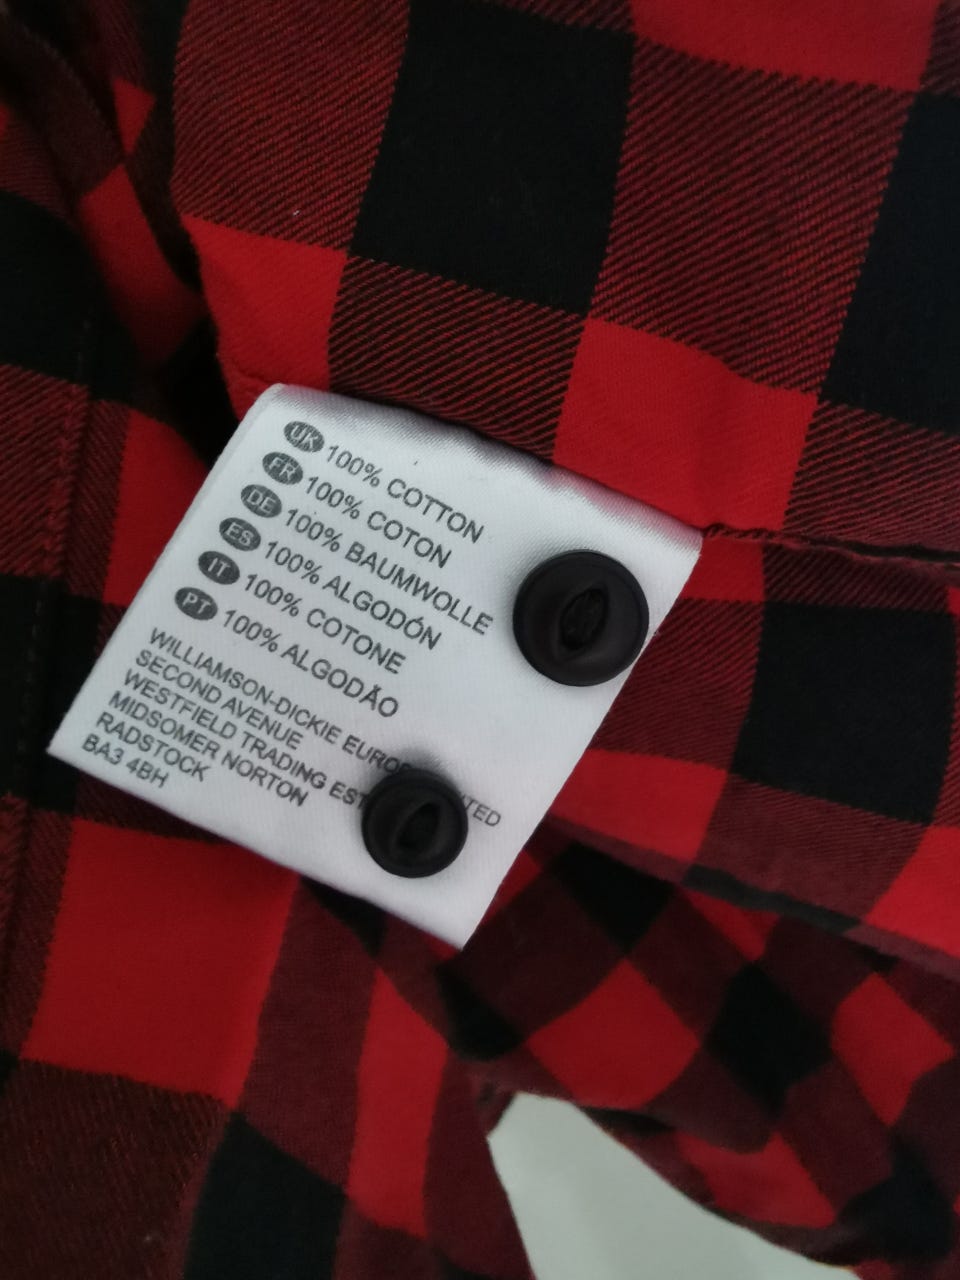 UK 100% COTTON
FR 100% COTON
DE 100% BAUMWOLLE
ES 100% ALGODÓN
IT 100% COTONE
PT 100% ALGODÃO
WILLIAMSON-DICKIE
SECOND AVENUE
WESTFIELD TRADING
MIDSOMER NORTON
RADSTOCK
BA3 4BH